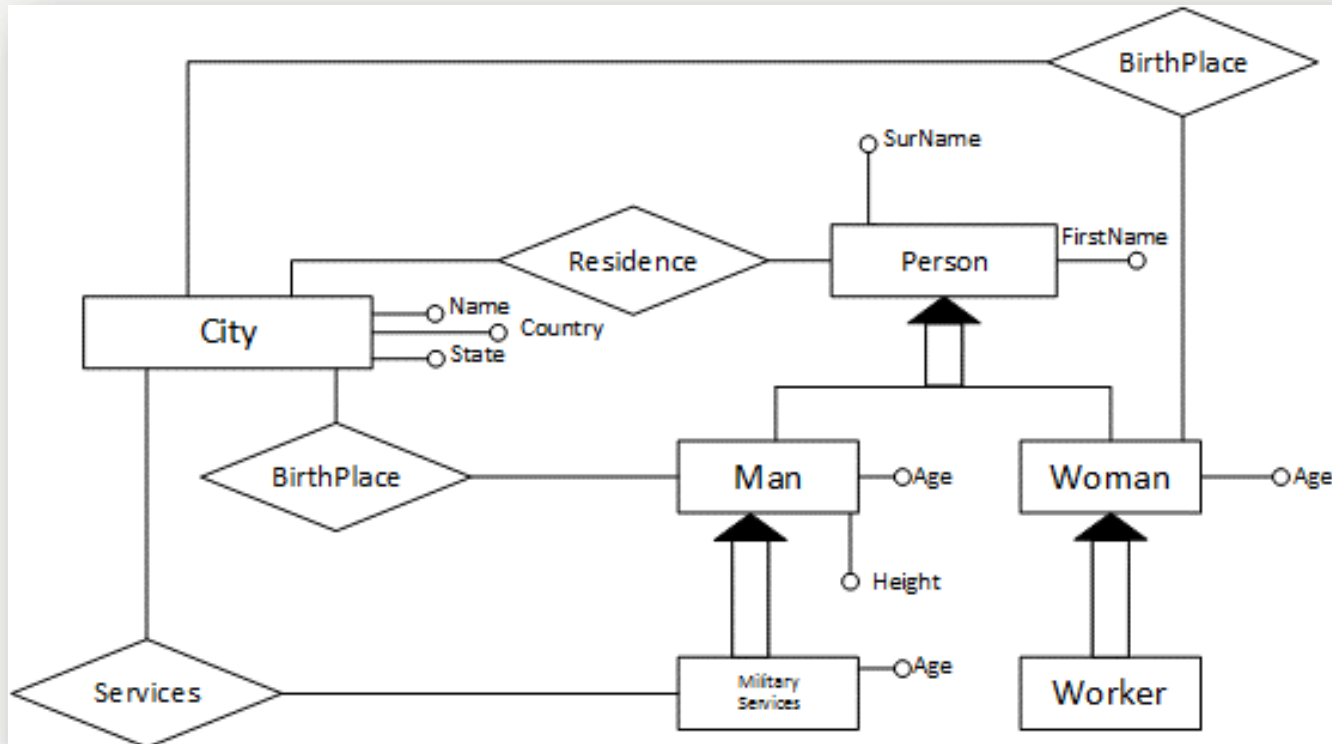 BirthPlace
SurName
FirstName
Residence
Person
Name
City
Country
State
BirthPlace
Man
Age
Woman
Age
Height
Services
Military
Services
Age
Worker